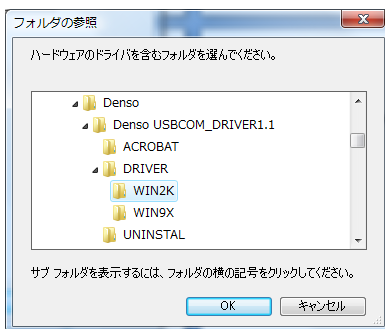 フォルダの参照
ハードウェアのドライバを含むフォルダを選んでください。
Denso
Denso USBCOM_DRIVER1.1
ACROBAT
DRIVER
WIN2K
WIN9X
UNINSTAL
サブ フォルダを表示するには、フォルダの横の記号をクリックしてください。
OK
キャンセル